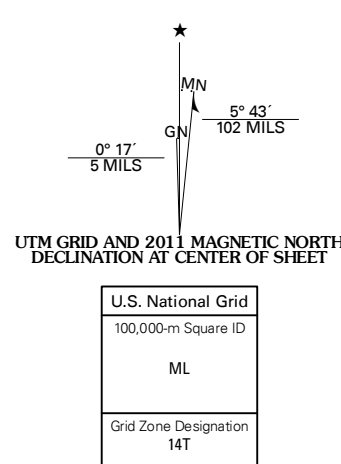 ★
MN
GN
5° 43´
102 MILS
0° 17´
5 MILS
UTM GRID AND 2011 MAGNETIC NORTH
DECLINATION AT CENTER OF SHEET
U.S. National Grid
100,000-m Square ID
ML
Grid Zone Designation
14T